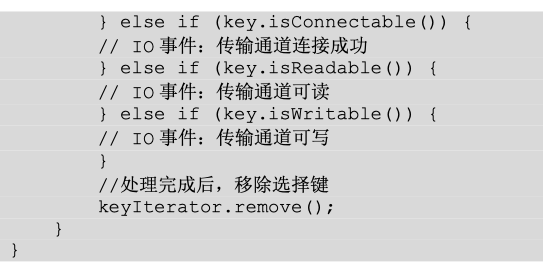 } else if (key.isConnectable()) {
// IO 事件：传输通道连接成功
} else if (key.isReadable()) {
// IO 事件：传输通道可读
} else if (key.isWritable()) {
// IO 事件：传输通道可写
}
//处理完成后，移除选择键
keyIterator.remove();
}
}